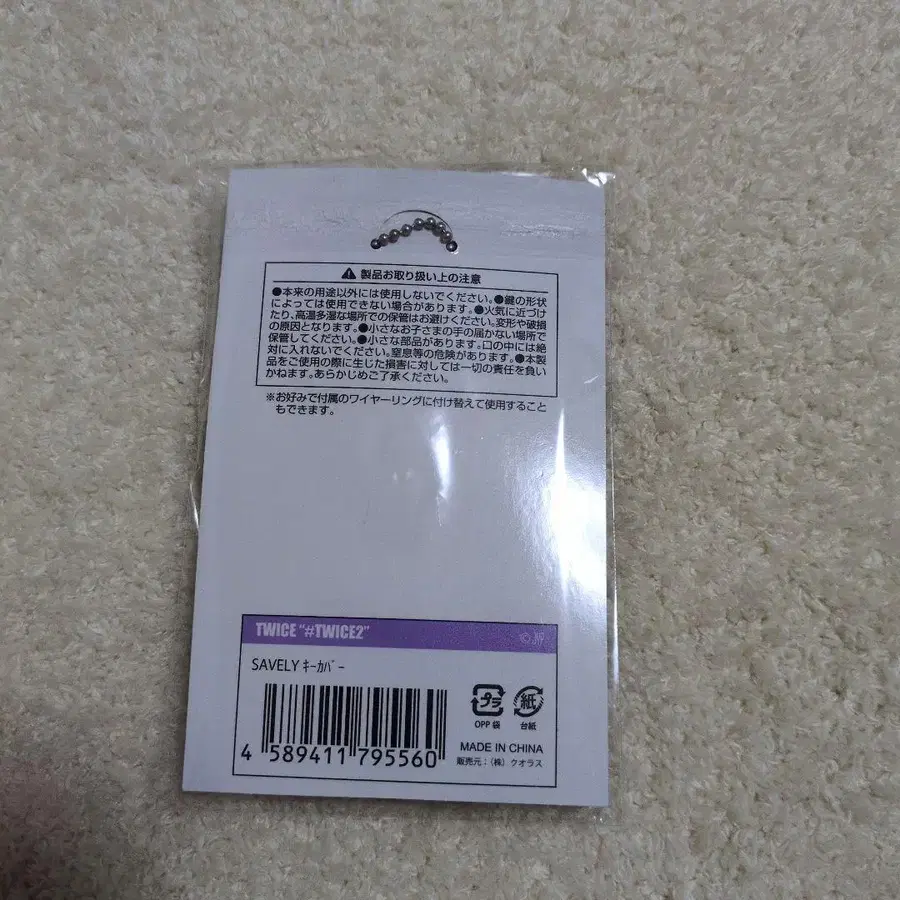 ⚠ 製品お取り扱い上の注意
●本来の用途以外には使用しないでください。●鍵の形状
によっては使用できない場合があります。●火気に近づけ
たり、高温多湿な場所での保管はお避けください。変形や破損
の原因となります。●小さなお子さまの手の届かない場所で
保管してください。●小さな部品があります。口の中には絶
対に入れないでください。窒息等の危険があります。●本製
品をご使用の際に生じた損害に対しては一切の責任を負い
かねます。あらかじめご了承ください。
※お好みで付属のワイヤーリングに付け替えて使用すること
もできます。
TWICE "#TWICE2"
SAVELY ｷｰｶﾊﾞｰ
プラ 紙
OPP 袋 台紙
4 589411 795560
MADE IN CHINA
販売元：（株）クオラス